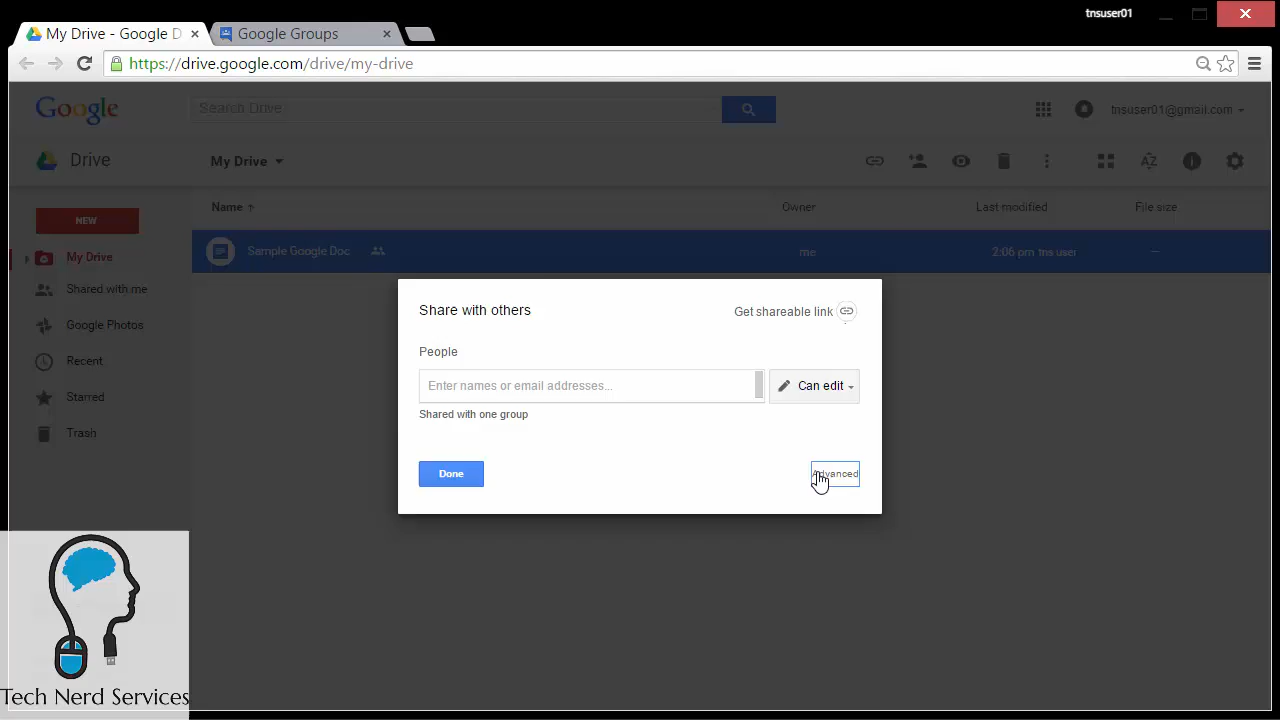 tnsuser01
My Drive - Google D
Google Groups
https://drive.google.com/drive/my-drive
Google
Search Drive
tnsuser01@gmail.com
Drive
My Drive
NEW
Name
Owner
Last modified
File size
My Drive
Sample Google Doc
me
2:06 pm tns user
Shared with me
Google Photos
Recent
Starred
Trash
Share with others
Get shareable link
People
Enter names or email addresses...
Can edit
Shared with one group
Done
Advanced
Tech Nerd Services